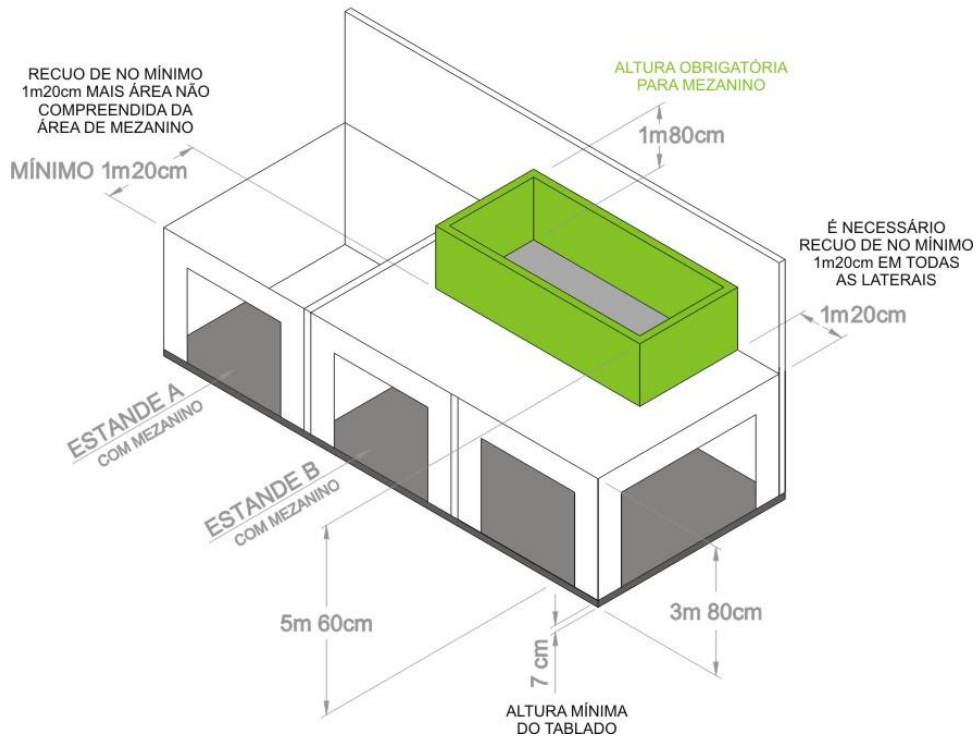 RECUO DE NO MÍNIMO
1m20cm MAIS ÁREA NÃO
COMPREENDIDA DA
ÁREA DE MEZANINO
MÍNIMO 1m20cm
ALTURA OBRIGATÓRIA
PARA MEZANINO
1m80cm
É NECESSÁRIO
RECUO DE NO MÍNIMO
1m20cm EM TODAS
AS LATERAIS
1m20cm
ESTANDE A
COM MEZANINO
ESTANDE B
COM MEZANINO
5m 60cm
3m 80cm
7 cm
ALTURA MÍNIMA
DO TABLADO